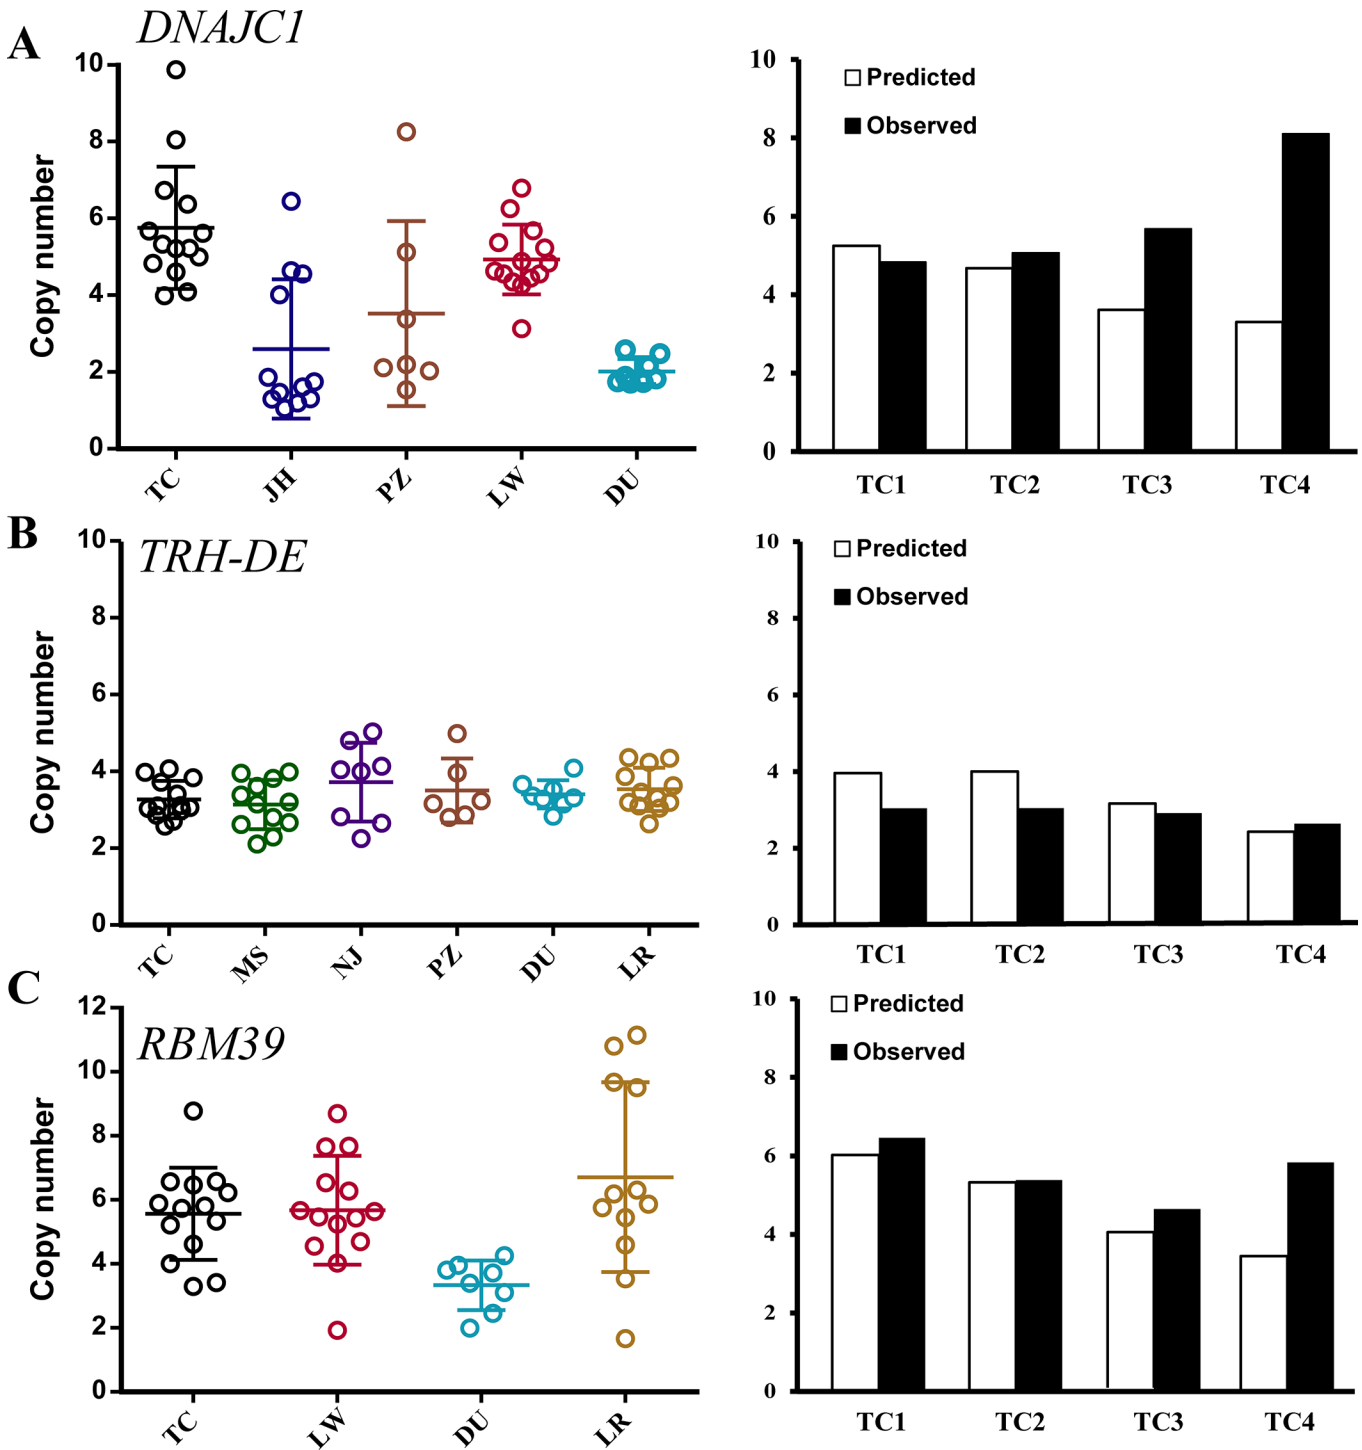 A
DNAJC1
Copy number
10
8
6
4
2
0
TC
JH
PZ
LW
DU
10
8
6
4
2
0
Predicted
Observed
TC1
TC2
TC3
TC4
B
TRH-DE
Copy number
10
8
6
4
2
0
TC
MS
NJ
PZ
DU
LR
10
8
6
4
2
0
Predicted
Observed
TC1
TC2
TC3
TC4
C
RBM39
Copy number
12
10
8
6
4
2
0
TC
LW
DU
LR
10
8
6
4
2
0
Predicted
Observed
TC1
TC2
TC3
TC4